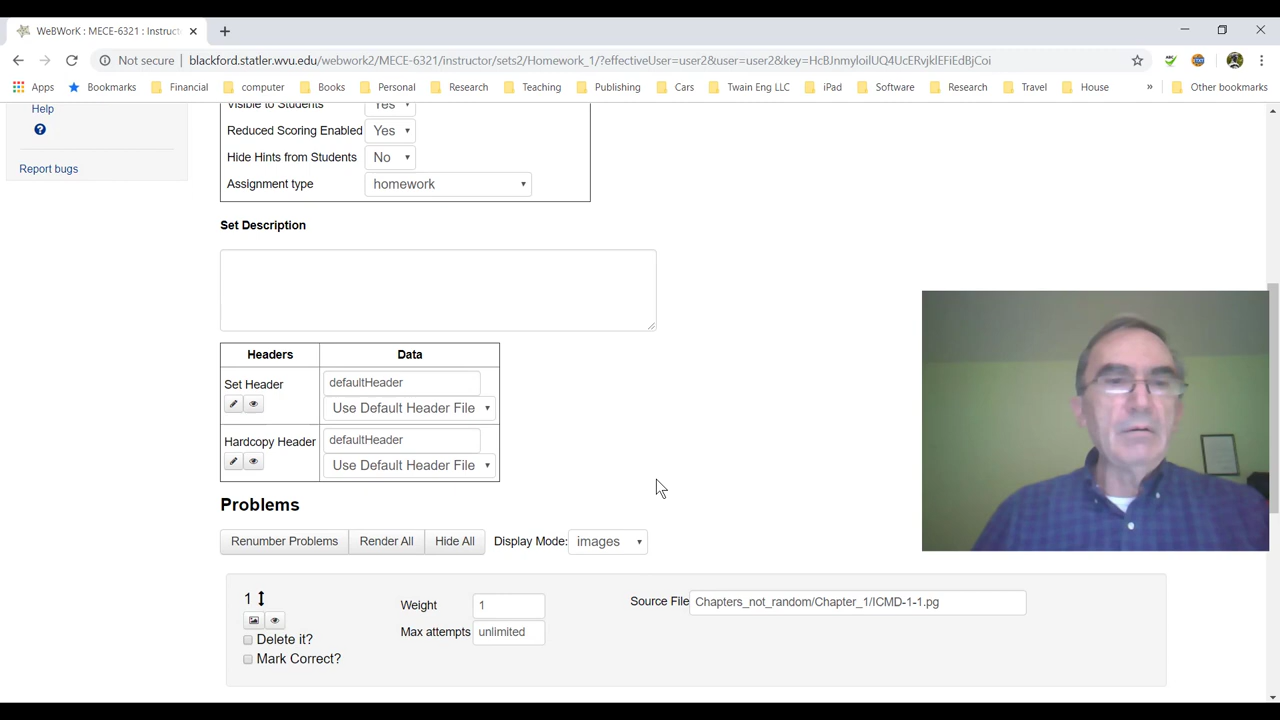 WeBWorK : MECE-6321 : Instruct
Not secure
blackford.statler.wvu.edu/webwork2/MECE-6321/instructor/sets2/Homework_1/?effectiveUser=user2&user=user2&key=
Apps
Bookmarks
Financial
computer
Books
Personal
Research
Teaching
Publishing
Cars
Twain Eng LLC
iPad
Software
Research
Travel
House
»
Other bookmarks
Help
Report bugs
Visible to Students Yes
Reduced Scoring Enabled Yes
Hide Hints from Students No
Assignment type homework
Set Description
Headers Data
Set Header defaultHeader
Use Default Header File
Hardcopy Header defaultHeader
Use Default Header File
Problems
Renumber Problems Render All Hide All Display Mode: images
1 Weight 1 Source File Chapters_not_random/Chapter_1/ICMD-1-1.pg
Max attempts unlimited
Delete it?
Mark Correct?